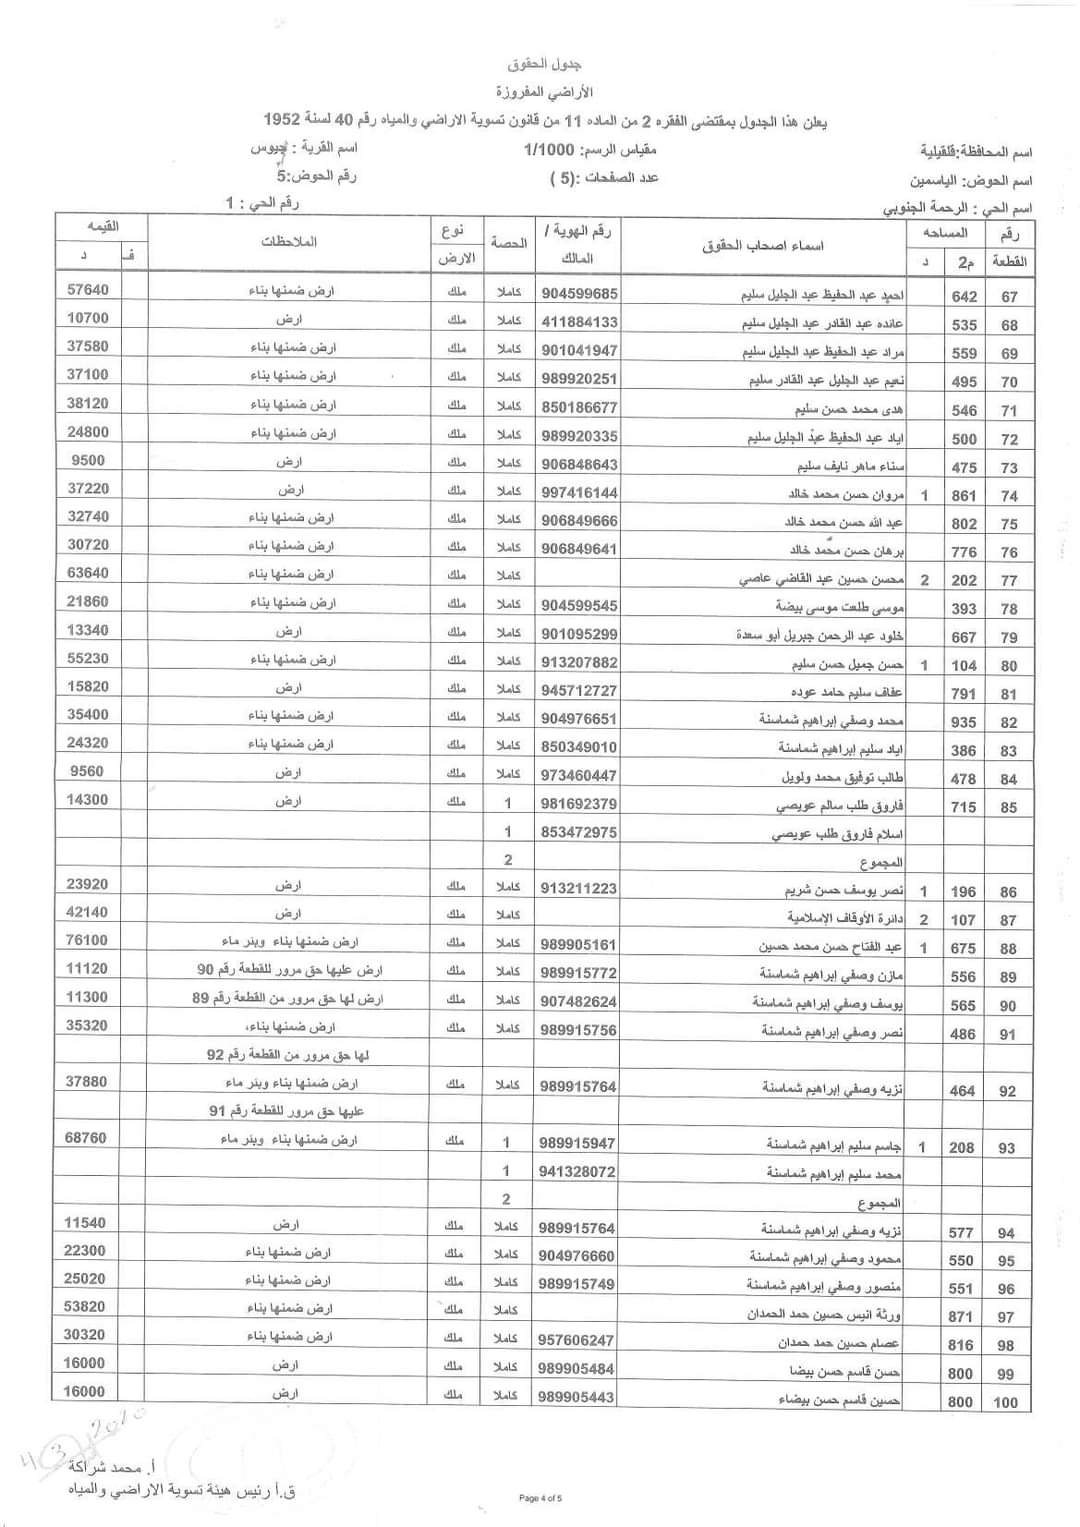 جدول الحقوق
الأراضي المفروزة
يعلن هذا الجدول بمقتضى الفقره 2 من الماده 11 من قانون تسوية الاراضي والمياه رقم 40 لسنة 1952
اسم المحافظة:قلقيلية مقياس الرسم: 1/1000 اسم القرية : جيوس
اسم الحوض: الياسمين عدد الصفحات :(5 ) رقم الحوض:5
اسم الحي : الرحمة الجنوبي رقم الحي : 1
رقم القطعة المساحه م2 د اسماء اصحاب الحقوق رقم الهوية / المالك الحصة نوع الارض الملاحظات القيمه ف د
67 642 احمد عبد الحفيظ عبد الجليل سليم 904599685 كاملا ملك ارض ضمنها بناء 57640
68 535 عائده عبد القادر عبد الجليل سليم 411884133 كاملا ملك ارض 10700
69 559 مراد عبد الحفيظ عبد الجليل سليم 901041947 كاملا ملك ارض ضمنها بناء 37580
70 495 نعيم عبد الجليل عبد القادر سليم 989920251 كاملا ملك ارض ضمنها بناء 37100
71 546 هدى محمد حسن سليم 850186677 كاملا ملك ارض ضمنها بناء 38120
72 500 اياد عبد الحفيظ عبد الجليل سليم 989920335 كاملا ملك ارض ضمنها بناء 24800
73 475 سناء ماهر نايف سليم 906848643 كاملا ملك ارض 9500
74 861 1 مروان حسن محمد خالد 997416144 كاملا ملك ارض 37220
75 802 عبد الله حسن محمد خالد 906849666 كاملا ملك ارض ضمنها بناء 32740
76 776 برهان حسن محمد خالد 906849641 كاملا ملك ارض ضمنها بناء 30720
77 202 2 محسن حسين عبد القاضي عاصي كاملا ملك ارض ضمنها بناء 63640
78 393 موسى طلعت موسى بيضة 904599545 كاملا ملك ارض ضمنها بناء 21860
79 667 خلود عبد الرحمن جبريل أبو سعدة 901095299 كاملا ملك ارض 13340
80 104 1 حسن جميل حسن سليم 913207882 كاملا ملك ارض ضمنها بناء 55230
81 791 عفاف سليم حامد عوده 945712727 كاملا ملك ارض 15820
82 935 محمد وصفي إبراهيم شماسنة 904976651 كاملا ملك ارض ضمنها بناء 35400
83 386 اياد سليم إبراهيم شماسنة 850349010 كاملا ملك ارض ضمنها بناء 24320
84 478 طالب توفيق محمد ولويل 973460447 كاملا ملك ارض 9560
85 715 فاروق طلب سالم عويصي 981692379 1 ملك ارض 14300
اسلام فاروق طلب عويصي 853472975 1
المجموع 2
86 196 1 نصر يوسف حسن شريم 913211223 كاملا ملك ارض 23920
87 107 2 دائرة الأوقاف الإسلامية كاملا ملك ارض 42140
88 675 1 عبد الفتاح حسن محمد حسين 989905161 كاملا ملك ارض ضمنها بناء وبئر ماء 76100
89 556 مازن وصفي إبراهيم شماسنة 989915772 كاملا ملك ارض عليها حق مرور للقطعة رقم 90 11120
90 565 يوسف وصفي إبراهيم شماسنة 907482624 كاملا ملك ارض لها حق مرور من القطعة رقم 89 11300
91 486 نصر وصفي إبراهيم شماسنة 989915756 كاملا ملك ارض ضمنها بناء، 35320
لها حق مرور من القطعة رقم 92
92 464 نزيه وصفي إبراهيم شماسنة 989915764 كاملا ملك ارض ضمنها بناء وبئر ماء 37880
عليها حق مرور للقطعة رقم 91
93 208 1 جاسم سليم إبراهيم شماسنة 989915947 1 ملك ارض ضمنها بناء وبئر ماء 68760
محمد سليم إبراهيم شماسنة 941328072 1
المجموع 2
94 577 نزيه وصفي إبراهيم شماسنة 989915764 كاملا ملك ارض 11540
95 550 محمود وصفي إبراهيم شماسنة 904976660 كاملا ملك ارض ضمنها بناء 22300
96 551 منصور وصفي إبراهيم شماسنة 989915749 كاملا ملك ارض ضمنها بناء 25020
97 871 ورثة انيس حسين حمد الحمدان كاملا ملك ارض ضمنها بناء 53820
98 816 عصام حسين حمد حمدان 957606247 كاملا ملك ارض ضمنها بناء 30320
99 800 حسن قاسم حسن بيضا 989905484 كاملا ملك ارض 16000
100 800 حسين قاسم حسن بيضاء 989905443 كاملا ملك ارض 16000
أ. محمد شراكة
ق.أ رئيس هيئة تسوية الاراضي والمياه
Page 4 of 5